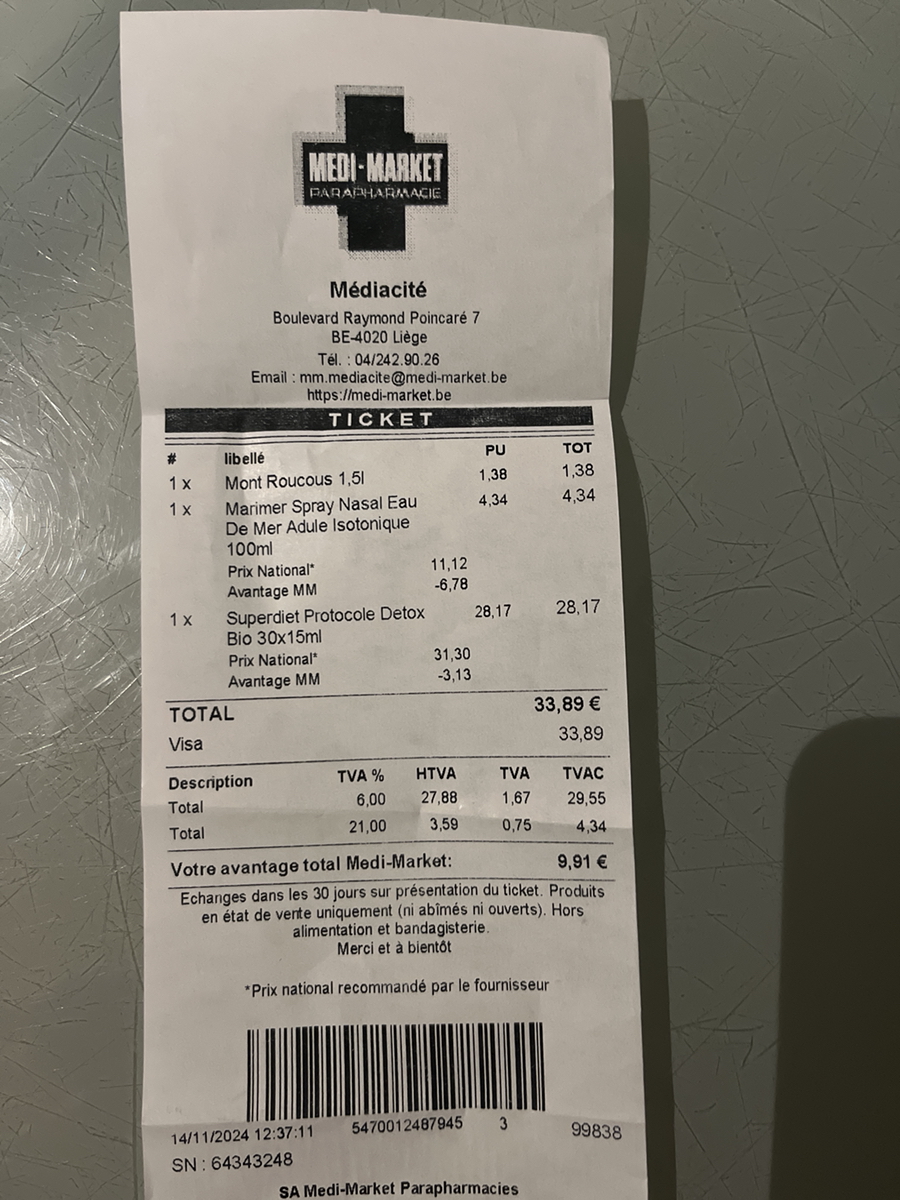 MEDI-MARKET
PARAPHARMACIE
Médiacité
Boulevard Raymond Poincaré 7
BE-4020 Liège
Tél. : 04/242.90.26
Email : mm.mediacite@medi-market.be
https://medi-market.be
TICKET
# libellé PU TOT
1 x Mont Roucous 1,5l 1,38 1,38
1 x Marimer Spray Nasal Eau 4,34 4,34
De Mer Adule Isotonique
100ml
Prix National* 11,12
Avantage MM -6,78
1 x Superdiet Protocole Detox 28,17 28,17
Bio 30x15ml
Prix National* 31,30
Avantage MM -3,13
TOTAL 33,89 €
Visa 33,89
Description TVA % HTVA TVA TVAC
Total 6,00 27,88 1,67 29,55
Total 21,00 3,59 0,75 4,34
Votre avantage total Medi-Market: 9,91 €
Echanges dans les 30 jours sur présentation du ticket. Produits
en état de vente uniquement (ni abîmés ni ouverts). Hors
alimentation et bandagisterie.
Merci et à bientôt
*Prix national recommandé par le fournisseur
14/11/2024 12:37:11 5470012487945 3 99838
SN : 64343248
SA Medi-Market Parapharmacies